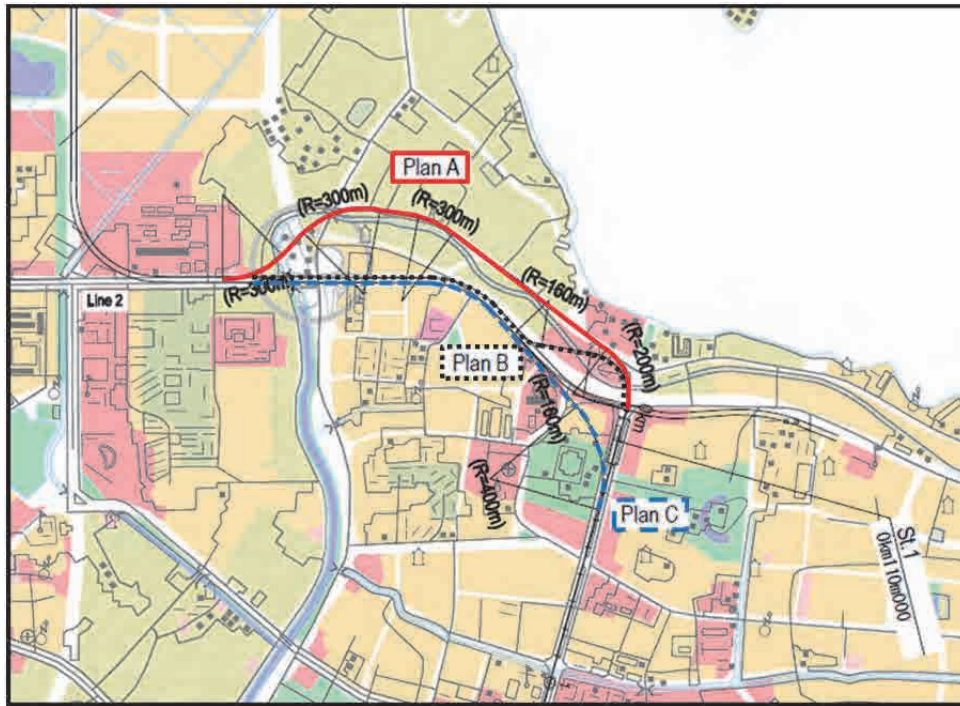 Plan A
(R=300m)
(R=300m)
(R=300m)
Line 2
(R=160m)
(R=200m)
Plan B
(R=160m)
0km
(R=400m)
Plan C
St.1
0km110m000